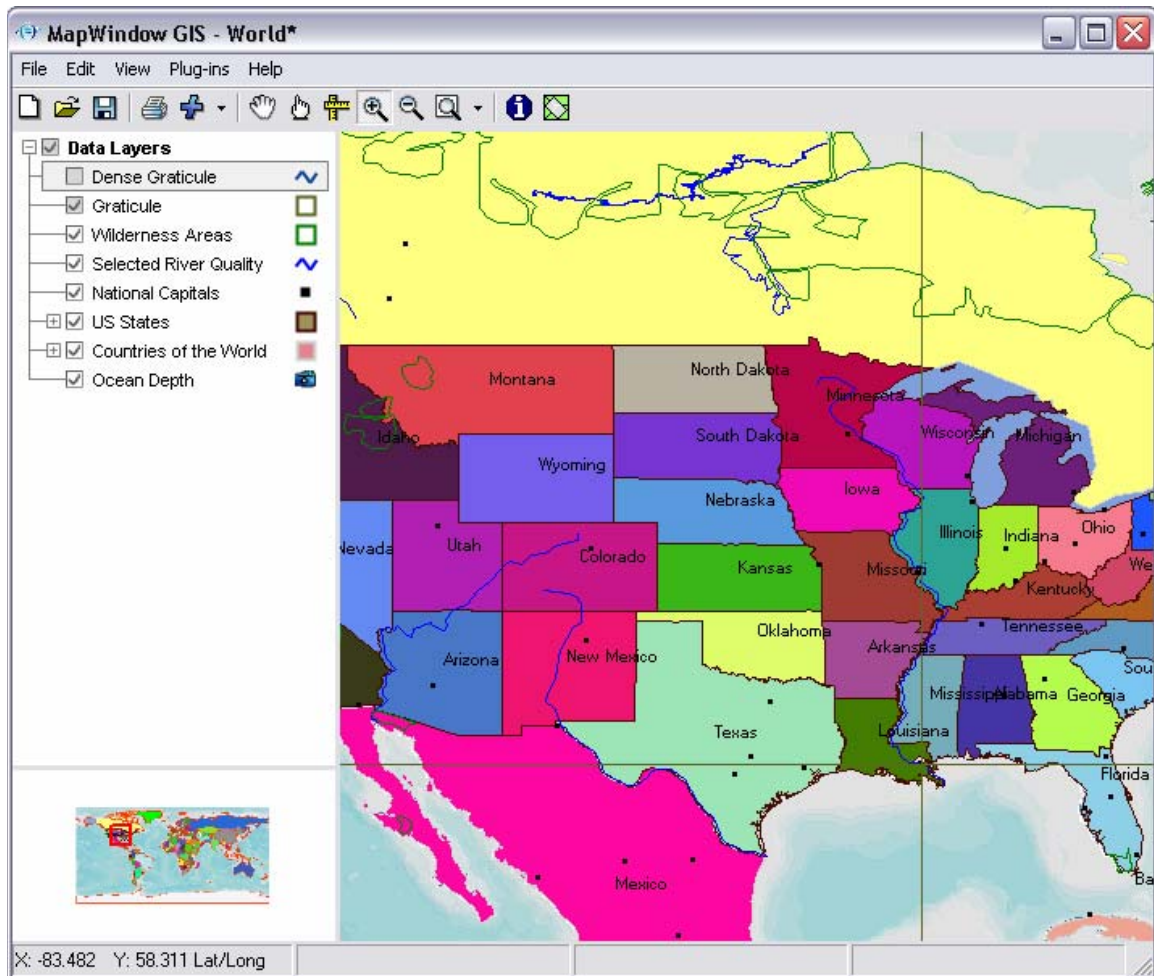 MapWindow GIS - World*
File Edit View Plug-ins Help
Data Layers
Dense Graticule
Graticule
Wilderness Areas
Selected River Quality
National Capitals
US States
Countries of the World
Ocean Depth
North Dakota
Montana
Minnesota
Idaho
South Dakota
Wisconsin
Michigan
Wyoming
Iowa
Nebraska
Ohio
Nevada
Utah
Colorado
Illinois
Indiana
Kansas
Missouri
We
Kentucky
Oklahoma
Tennessee
Arizona
New Mexico
Arkansas
Sou
Mississippi
Alabama
Georgia
Texas
Louisiana
Florida
Mexico
Ba
X: -83.482 Y: 58.311 Lat/Long